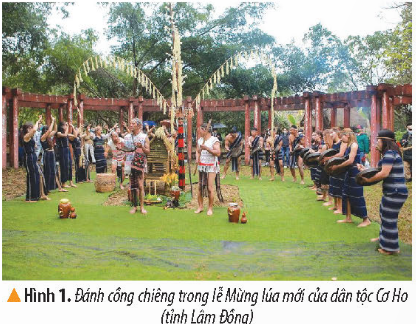 ▲ Hình 1. Đánh cồng chiêng trong lễ Mừng lúa mới của dân tộc Cơ Ho
(tỉnh Lâm Đồng)